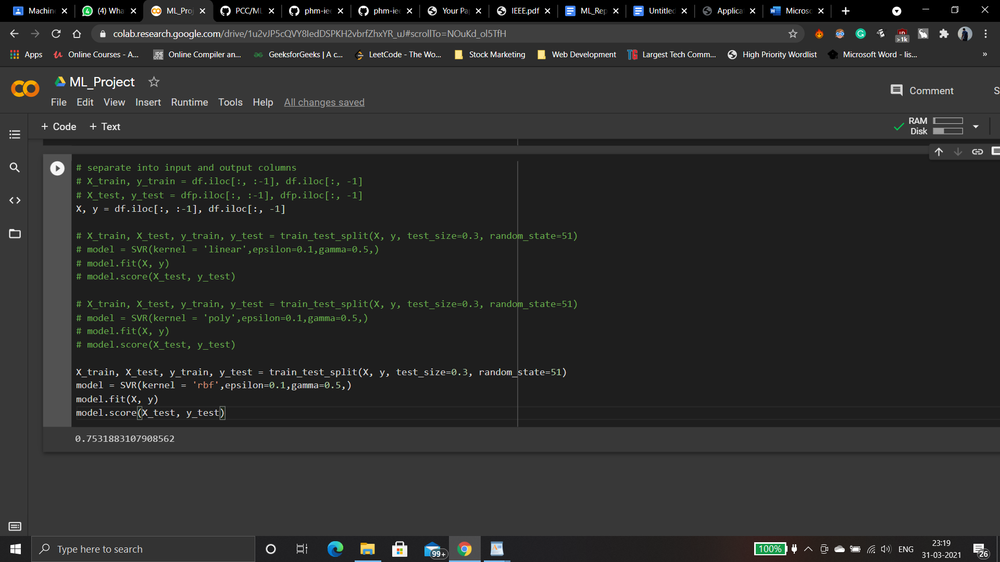 Machine (4) What ML_Proj PCC/ML phm-iee phm-iee Your Pa IEEE.pdf ML_Rep Untitled Applica Microso
colab.research.google.com/drive/1u2vJP5cQVY8IedDSPKH2vbrfZhxYR_uJ#scrollTo=NOuKd_ol5TfH >1k
Apps Online Courses - A... Online Compiler an... GeeksforGeeks | A c... LeetCode - The Wo... Stock Marketing Web Development TG Largest Tech Comm... High Priority Wordlist Microsoft Word - lis... »
ML_Project
Comment S
File Edit View Insert Runtime Tools Help All changes saved
+ Code + Text
RAM
Disk
# separate into input and output columns
# X_train, y_train = df.iloc[:, :-1], df.iloc[:, -1]
# X_test, y_test = dfp.iloc[:, :-1], dfp.iloc[:, -1]
X, y = df.iloc[:, :-1], df.iloc[:, -1]
# X_train, X_test, y_train, y_test = train_test_split(X, y, test_size=0.3, random_state=51)
# model = SVR(kernel = 'linear',epsilon=0.1,gamma=0.5,)
# model.fit(X, y)
# model.score(X_test, y_test)
# X_train, X_test, y_train, y_test = train_test_split(X, y, test_size=0.3, random_state=51)
# model = SVR(kernel = 'poly',epsilon=0.1,gamma=0.5,)
# model.fit(X, y)
# model.score(X_test, y_test)
X_train, X_test, y_train, y_test = train_test_split(X, y, test_size=0.3, random_state=51)
model = SVR(kernel = 'rbf',epsilon=0.1,gamma=0.5,)
model.fit(X, y)
model.score(X_test, y_test)
0.7531883107908562
Type here to search 99+ 100% ENG 23:19
31-03-2021 26